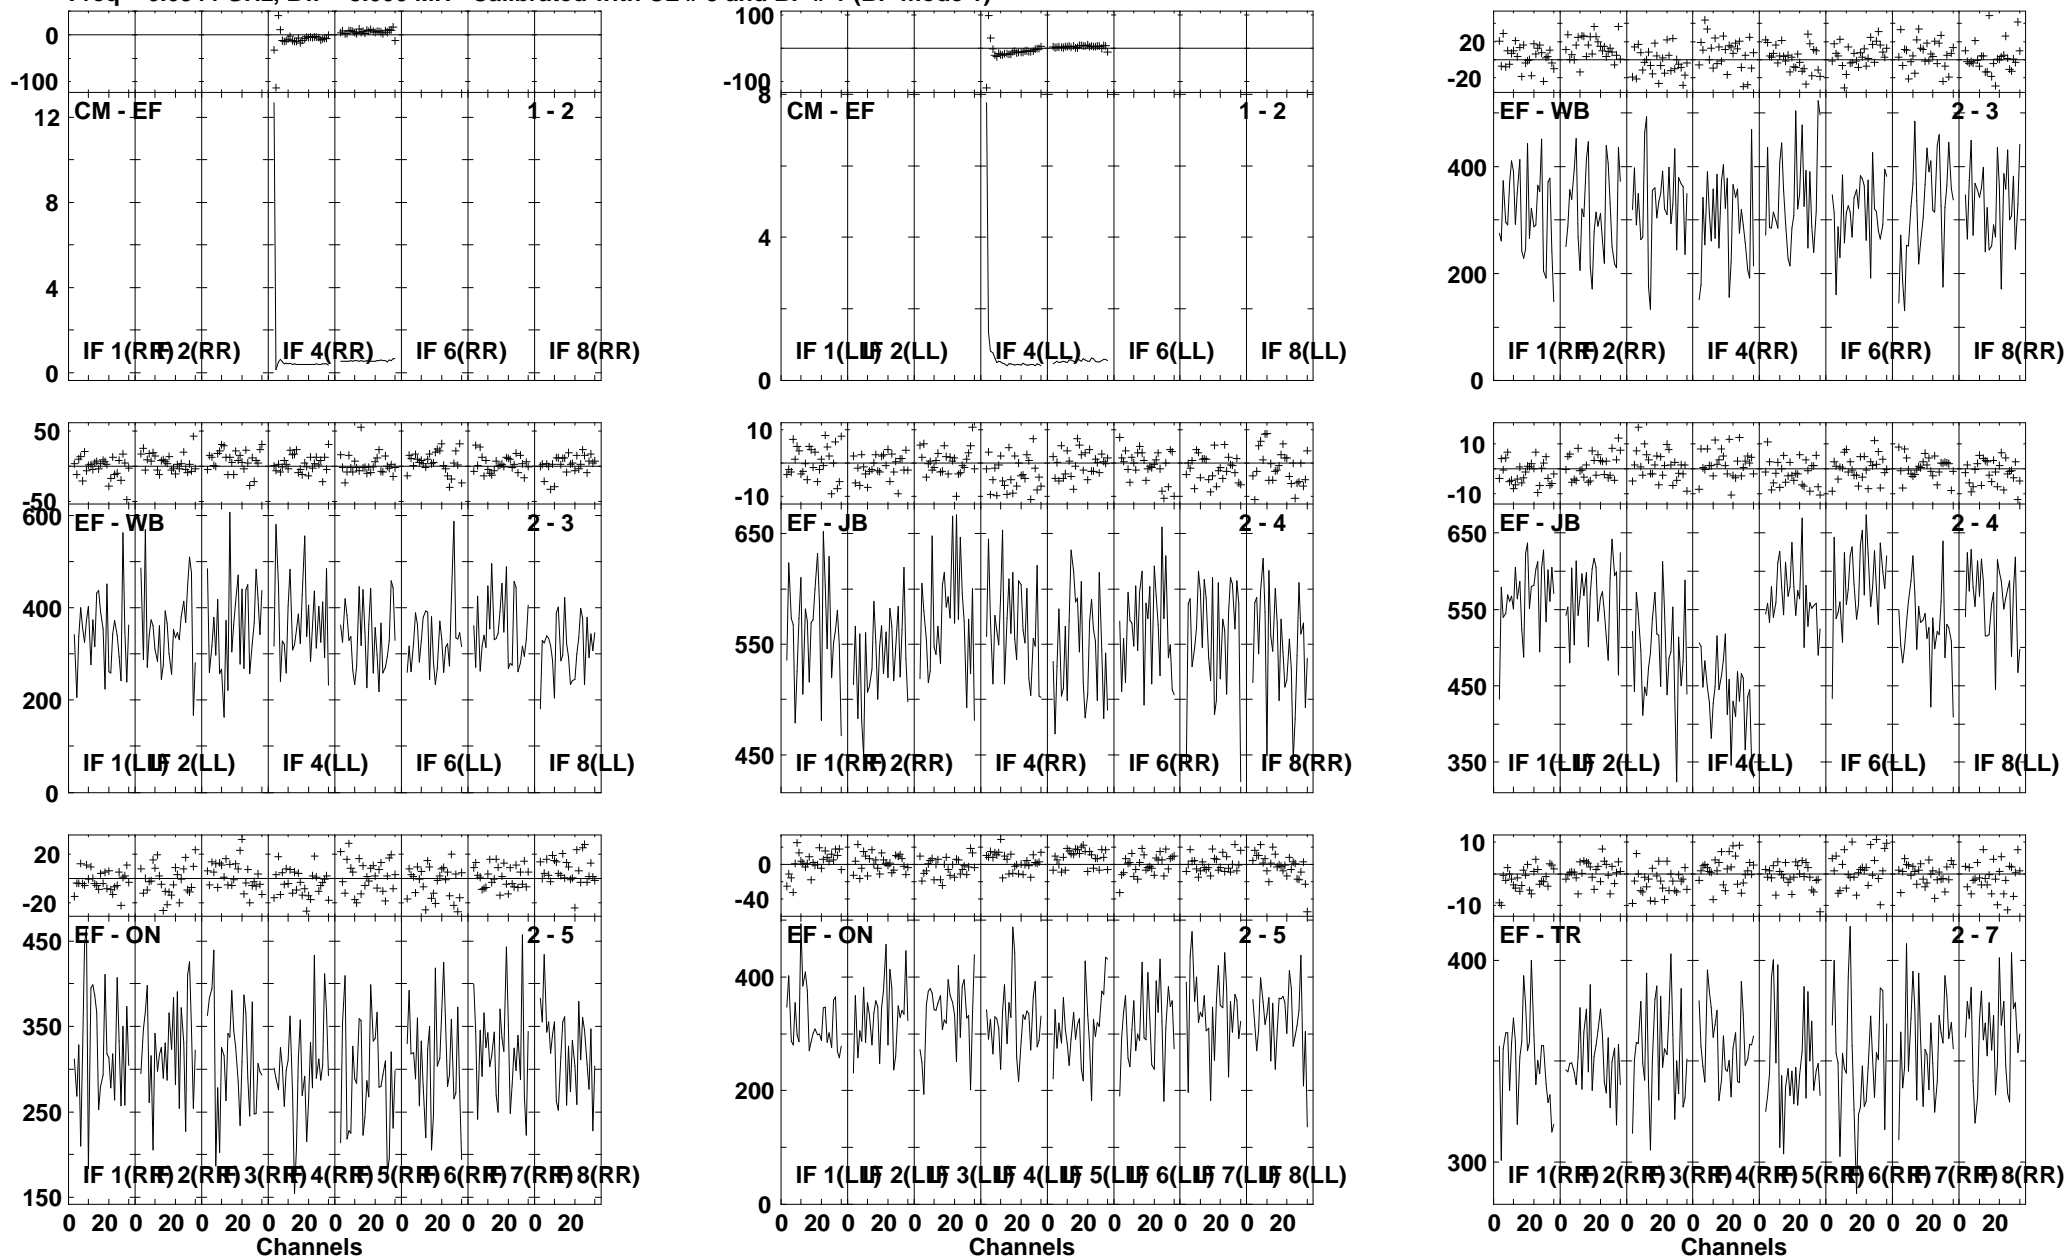 0
-100
12
8
4
0
CM - EF
1 - 2
IF 1(RR)
IF 2(RR)
IF 4(RR)
IF 6(RR)
IF 8(RR)
100
-100
8
4
0
CM - EF
1 - 2
IF 1(LL)
IF 2(LL)
IF 4(LL)
IF 6(LL)
IF 8(LL)
20
-20
400
200
0
EF - WB
2 - 3
IF 1(RR)
IF 2(RR)
IF 4(RR)
IF 6(RR)
IF 8(RR)
50
-50
600
400
200
0
EF - WB
2 - 3
IF 1(LL)
IF 2(LL)
IF 4(LL)
IF 6(LL)
IF 8(LL)
10
-10
650
550
450
EF - JB
2 - 4
IF 1(RR)
IF 2(RR)
IF 4(RR)
IF 6(RR)
IF 8(RR)
10
-10
650
550
450
350
EF - JB
2 - 4
IF 1(LL)
IF 2(LL)
IF 4(LL)
IF 6(LL)
IF 8(LL)
20
-20
450
350
250
150
EF - ON
2 - 5
IF 1(RR)
IF 2(RR)
IF 3(RR)
IF 4(RR)
IF 5(RR)
IF 6(RR)
IF 7(RR)
IF 8(RR)
0 20 0 20 0 20 0 20 0 20 0 20 0 20 0 20
Channels
0
-40
400
200
0
EF - ON
2 - 5
IF 1(LL)
IF 2(LL)
IF 3(LL)
IF 4(LL)
IF 5(LL)
IF 6(LL)
IF 7(LL)
IF 8(LL)
0 20 0 20 0 20 0 20 0 20 0 20 0 20 0 20
Channels
10
-10
400
300
EF - TR
2 - 7
IF 1(RR)
IF 2(RR)
IF 3(RR)
IF 4(RR)
IF 5(RR)
IF 6(RR)
IF 7(RR)
IF 8(RR)
0 20 0 20 0 20 0 20 0 20 0 20 0 20 0 20
Channels